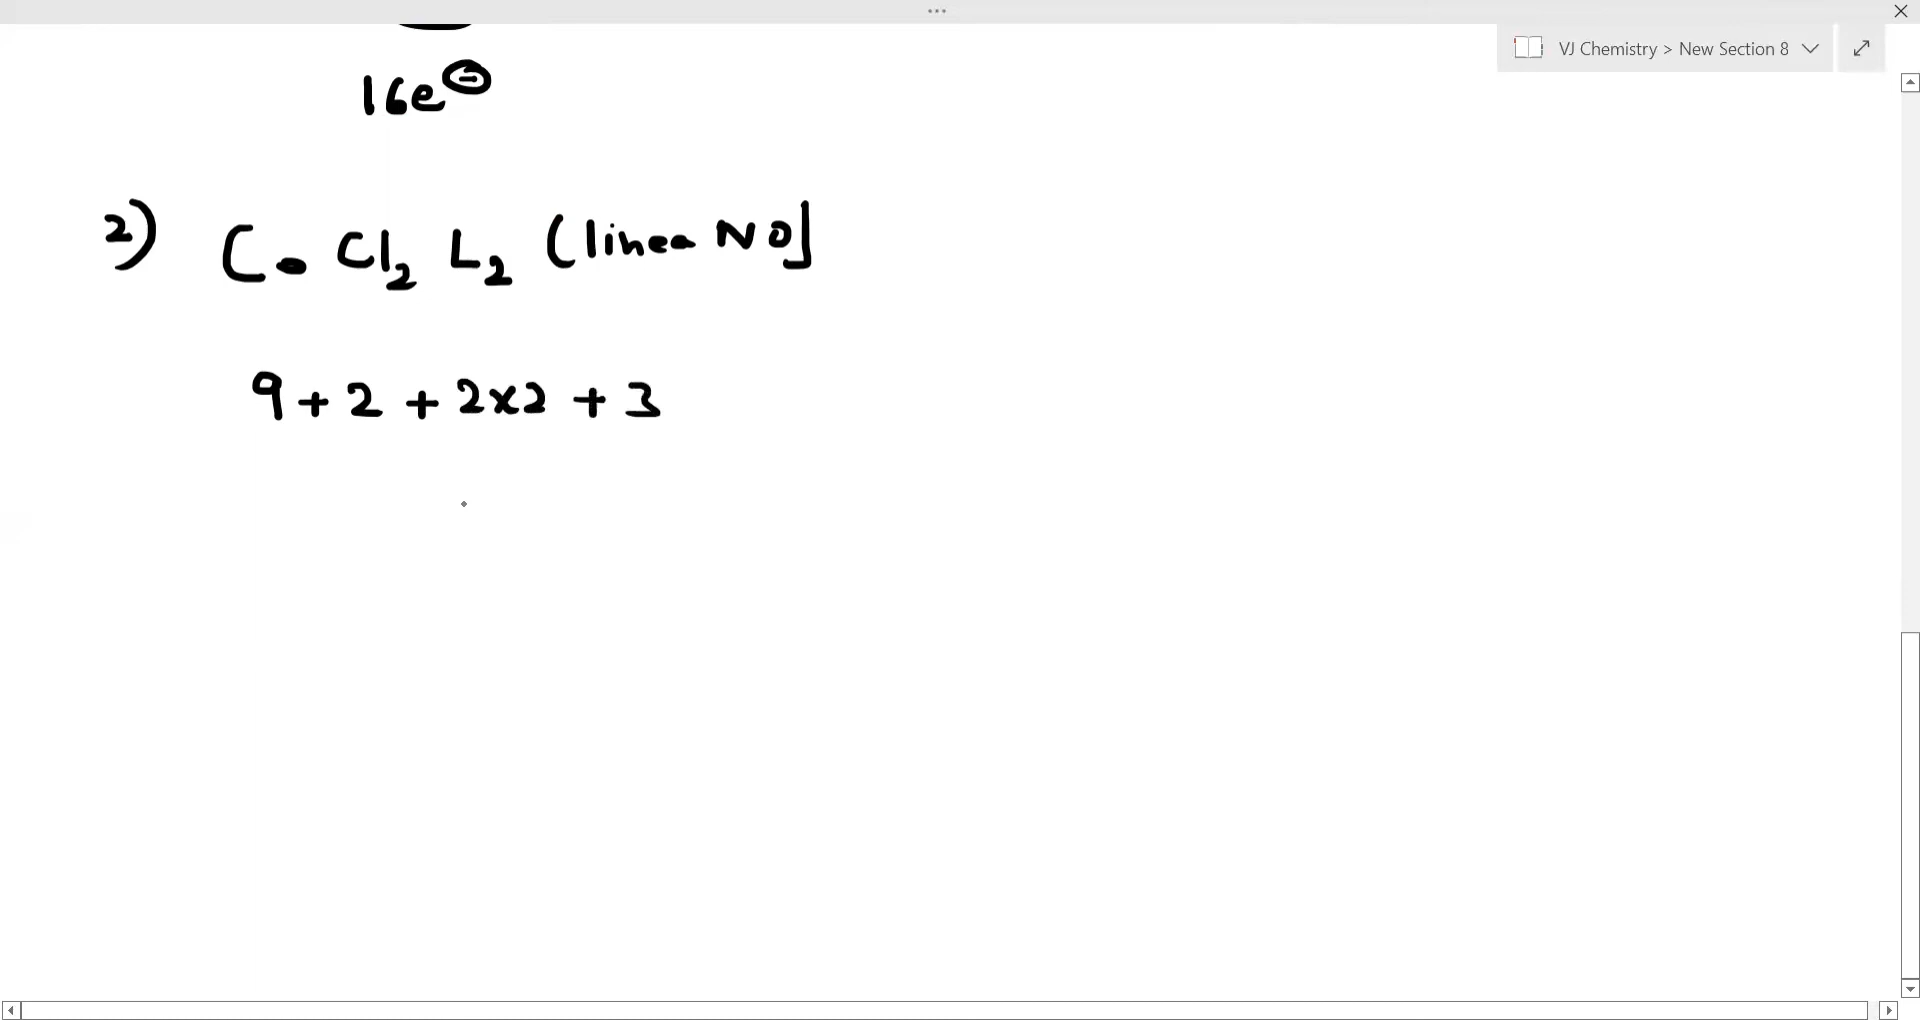 VJ Chemistry > New Section 8
16e⊖
2) Co Cl₂ L₂ (linea NO]
9 + 2 + 2x2 + 3